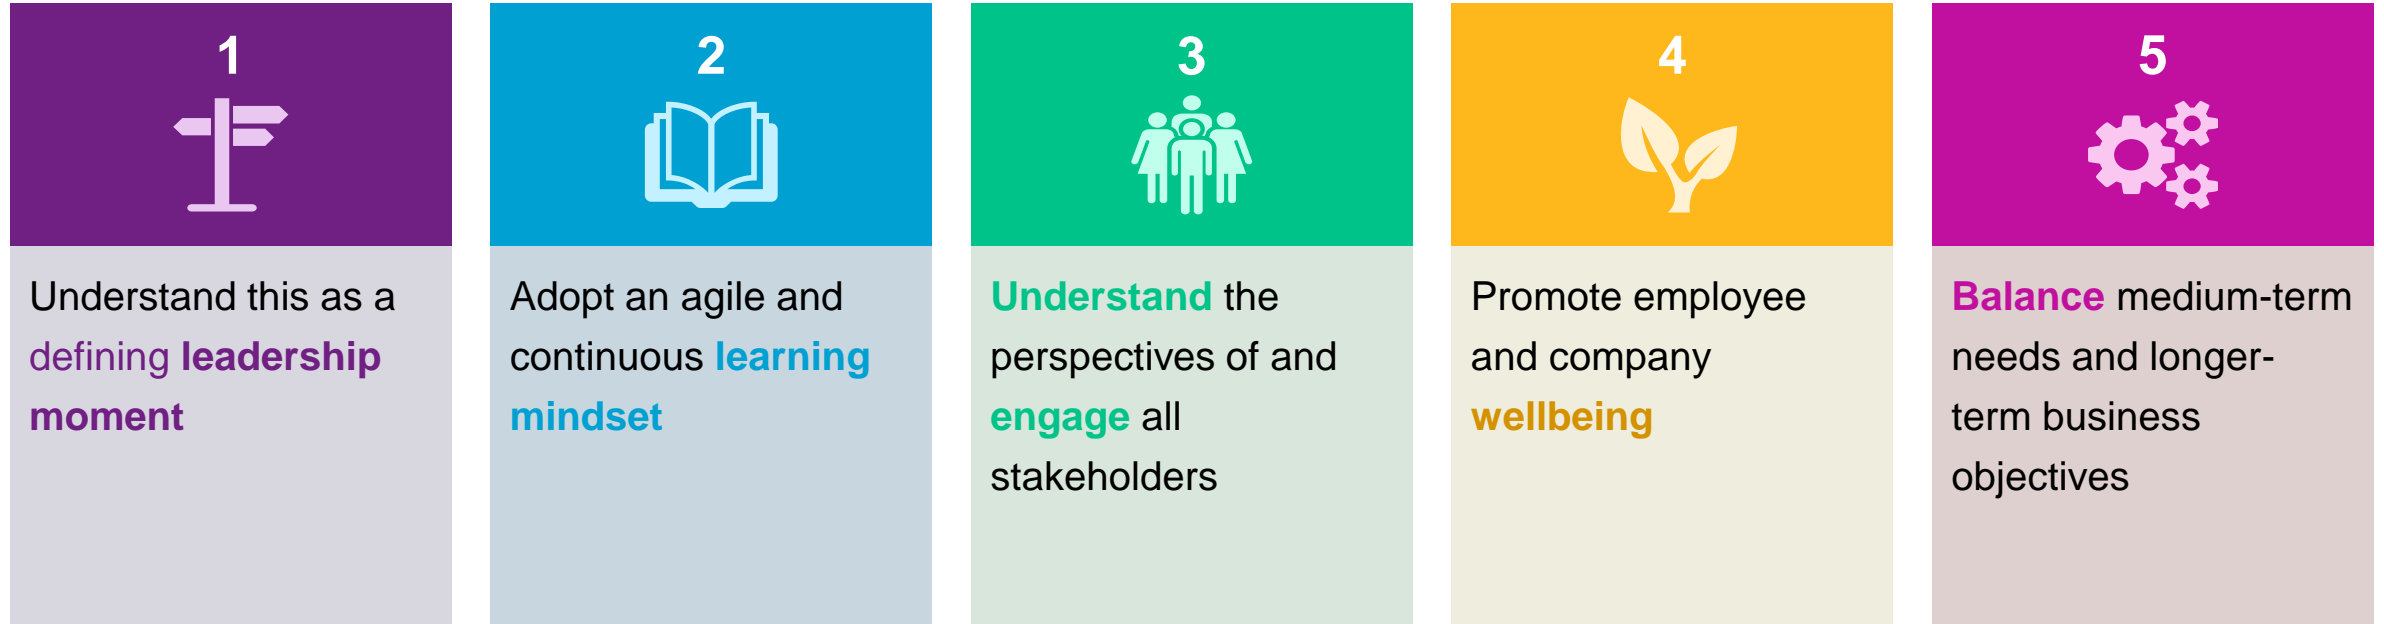 1
Understand this as a
defining leadership
moment
2
Adopt an agile and
continuous learning
mindset
3
Understand the
perspectives of and
engage all
stakeholders
4
Promote employee
and company
wellbeing
5
Balance medium-term
needs and longer-
term business
objectives